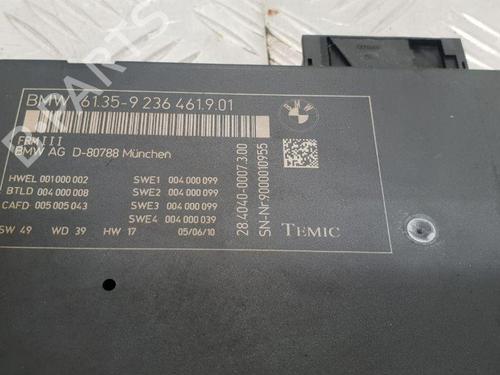 BMW 61.35-9 236 461.9.01
FRM III
BMW AG D-80788 München
HWEL 001 000 002
BTLD 004 000 008
CAFD 005 005 043
SWE1 004 000 099
SWE2 004 000 099
SWE3 004 000 099
SWE4 004 000 039
SW 49 WD 39 HW 17 05/06/10
28.4040-0007.3.00
SN-Nr.9000010955
TEMIC